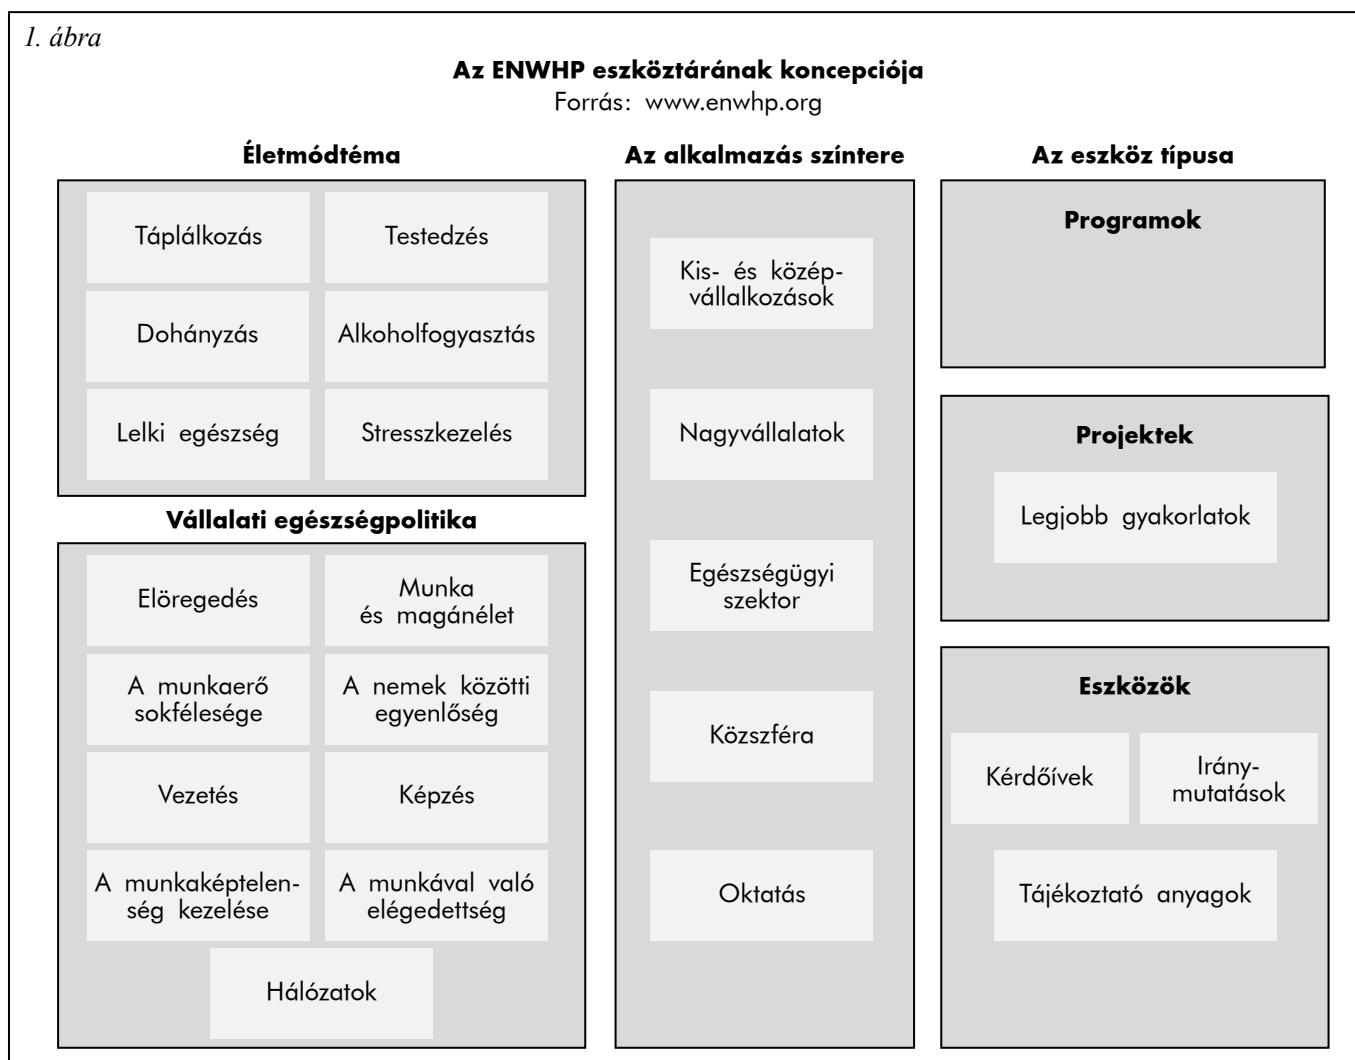 1. ábra
Az ENWHP eszköztárának koncepciója
Forrás: www.enwhp.org
Életmódtéma
Táplálkozás
Testedzés
Dohányzás
Alkoholfogyasztás
Lelki egészség
Stresszkezelés
Vállalati egészségpolitika
Elöregedés
Munka
és magánélet
A munkaerő
sokfélesége
A nemek közötti
egyenlőség
Vezetés
Képzés
A munkaképtelen-
ség kezelése
A munkával való
elégedettség
Hálózatok
Az alkalmazás színtere
Kis- és közép-
vállalkozások
Nagyvállalatok
Egészségügyi
szektor
Közszféra
Oktatás
Az eszköz típusa
Programok
Projektek
Legjobb gyakorlatok
Eszközök
Kérdőívek
Irány-
mutatások
Tájékoztató anyagok